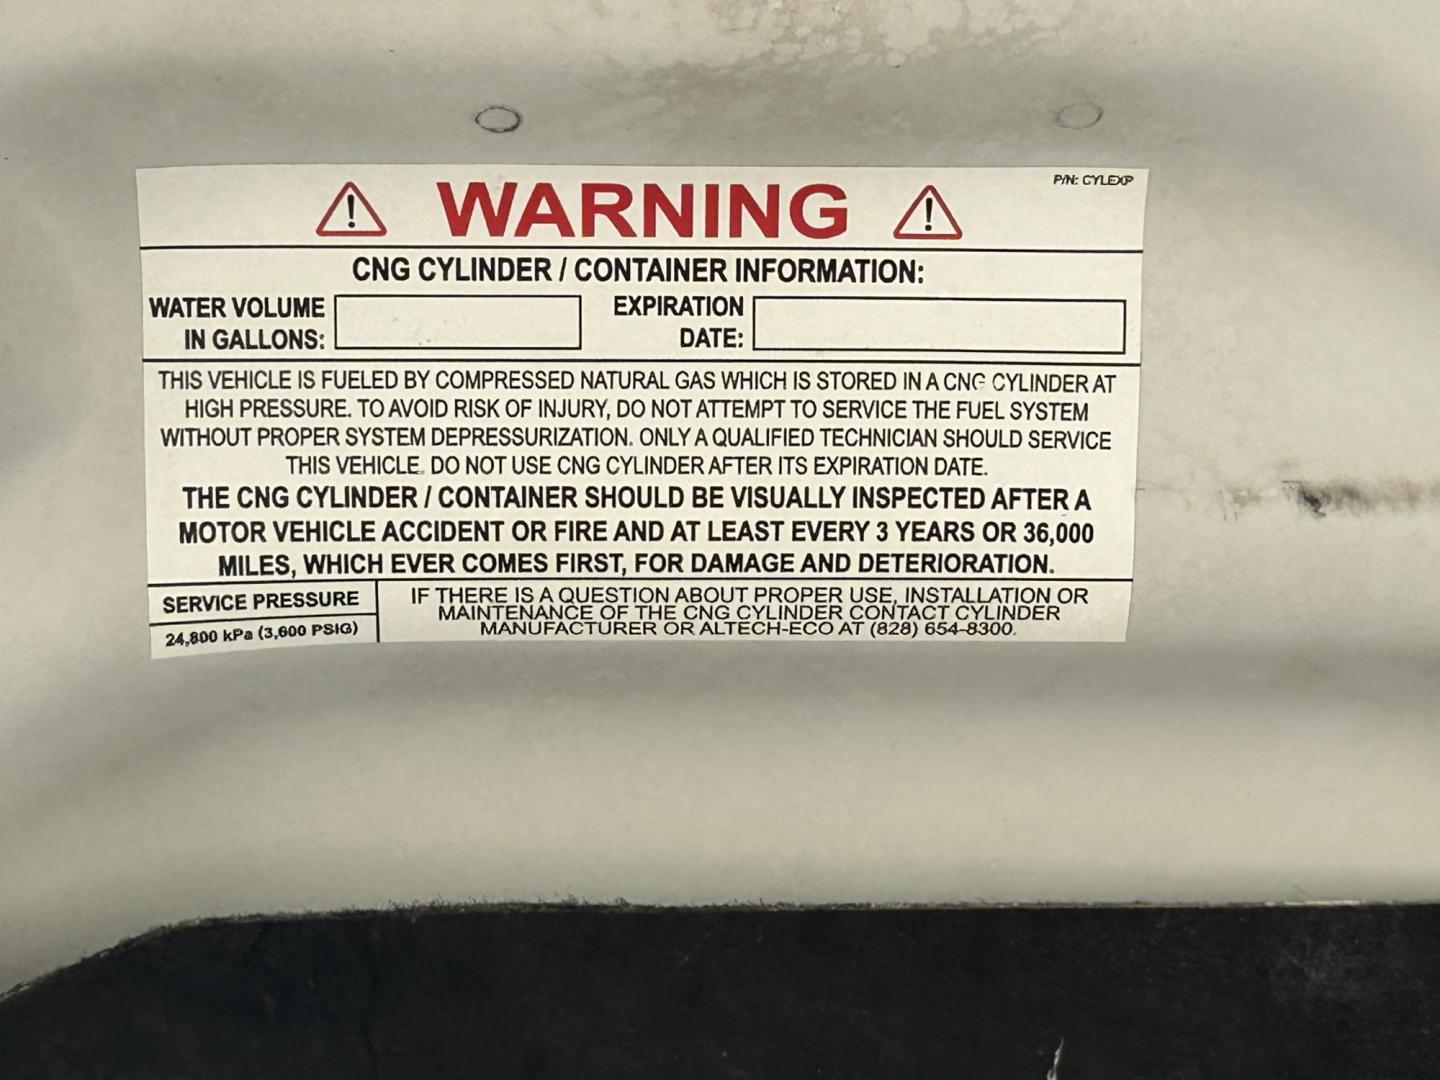 P/N: CYLEXP
WARNING
CNG CYLINDER / CONTAINER INFORMATION:
WATER VOLUME
IN GALLONS:
EXPIRATION
DATE:
THIS VEHICLE IS FUELED BY COMPRESSED NATURAL GAS WHICH IS STORED IN A CNG CYLINDER AT
HIGH PRESSURE. TO AVOID RISK OF INJURY, DO NOT ATTEMPT TO SERVICE THE FUEL SYSTEM
WITHOUT PROPER SYSTEM DEPRESSURIZATION. ONLY A QUALIFIED TECHNICIAN SHOULD SERVICE
THIS VEHICLE. DO NOT USE CNG CYLINDER AFTER ITS EXPIRATION DATE.
THE CNG CYLINDER / CONTAINER SHOULD BE VISUALLY INSPECTED AFTER A
MOTOR VEHICLE ACCIDENT OR FIRE AND AT LEAST EVERY 3 YEARS OR 36,000
MILES, WHICH EVER COMES FIRST, FOR DAMAGE AND DETERIORATION.
SERVICE PRESSURE
24,800 kPa (3,600 PSIG)
IF THERE IS A QUESTION ABOUT PROPER USE, INSTALLATION OR
MAINTENANCE OF THE CNG CYLINDER CONTACT CYLINDER
MANUFACTURER OR ALTECH-ECO AT (828) 654-8300.